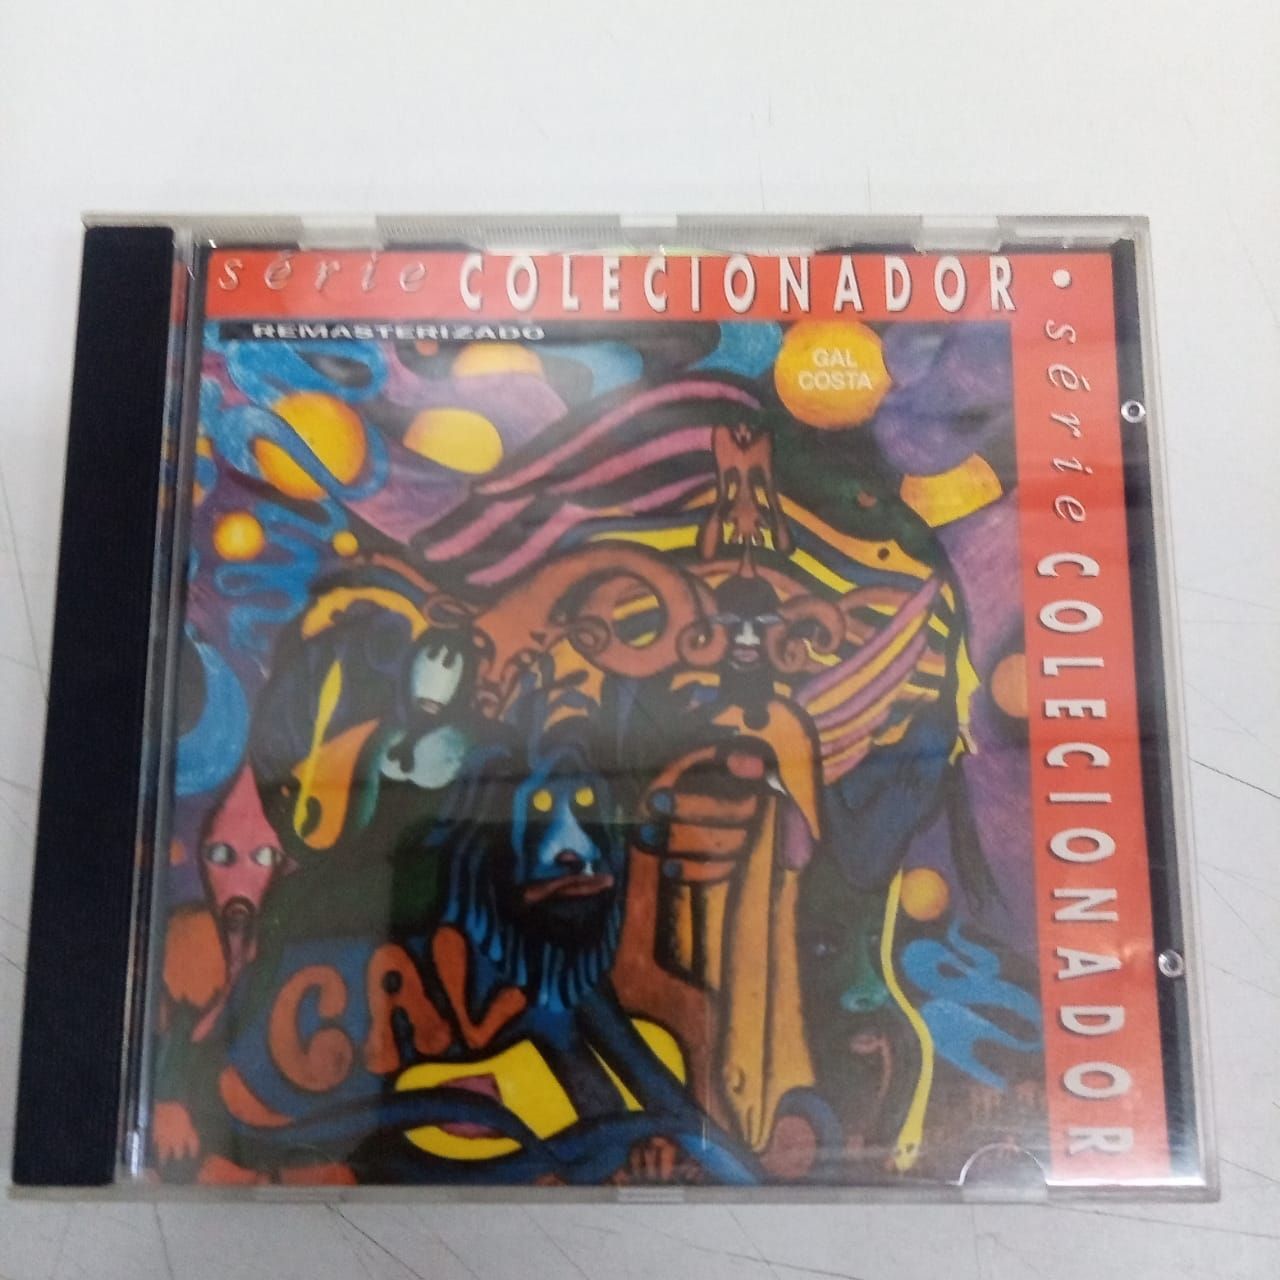 série COLECIONADOR •
REMASTERIZADO
GAL
COSTA
série COLECIONADOR
GAL